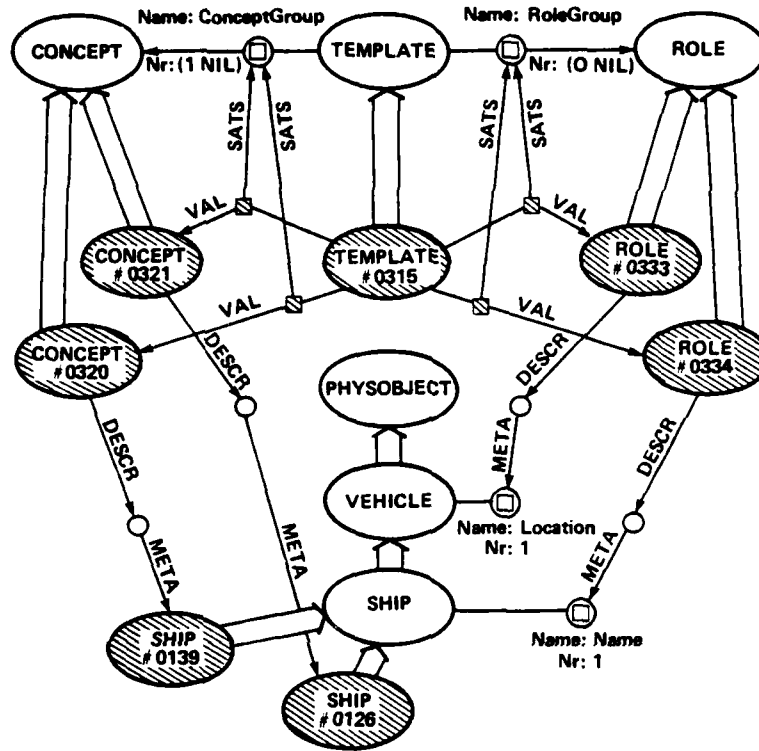 Name: ConceptGroup
Name: RoleGroup
CONCEPT
TEMPLATE
ROLE
Nr: (1 NIL)
Nr: (0 NIL)
SATS
SATS
SATS
SATS
VAL
VAL
CONCEPT
# 0321
TEMPLATE
# 0315
ROLE
# 0333
VAL
VAL
CONCEPT
# 0320
ROLE
# 0334
DESCR
DESCR
PHYSOBJECT
DESCR
DESCR
META
VEHICLE
Name: Location
Nr: 1
META
META
META
SHIP
Name: Name
Nr: 1
SHIP
# 0139
SHIP
# 0126